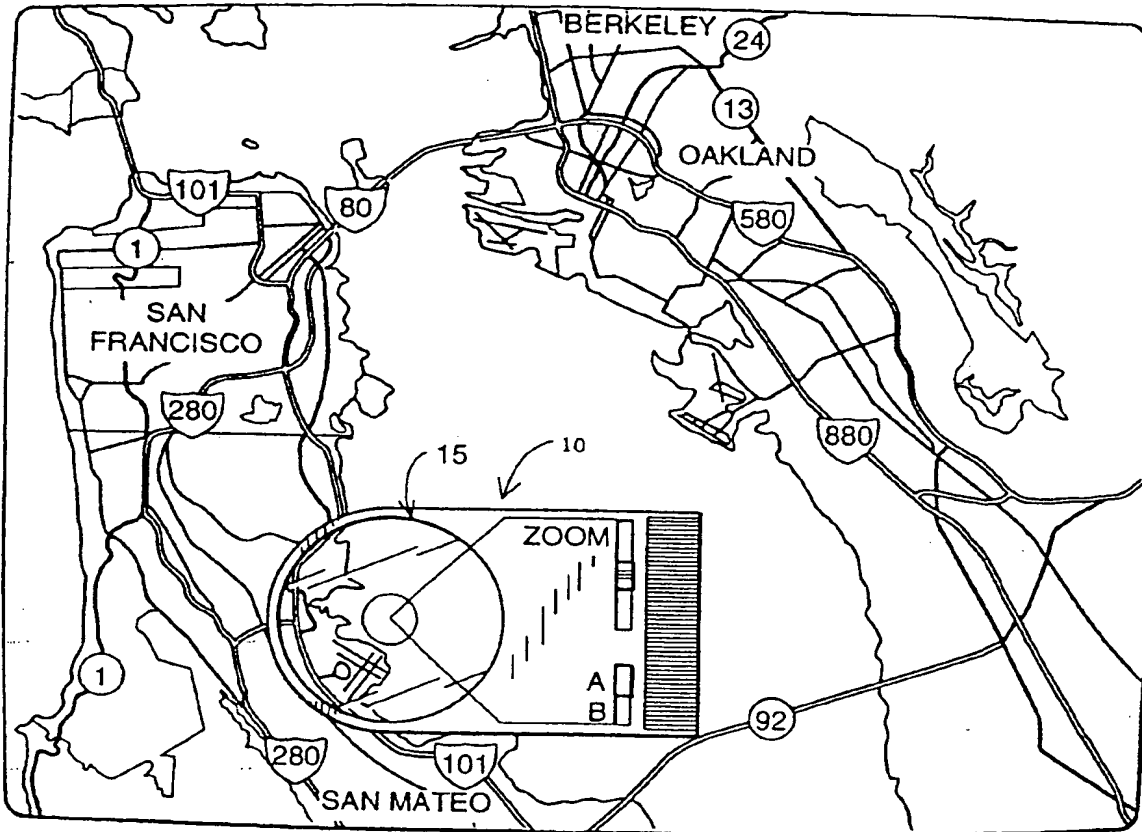 BERKELEY
24
13
OAKLAND
101
80
1
580
SAN
FRANCISCO
280
880
15
10
ZOOM
A
B
1
92
280
101
SAN MATEO